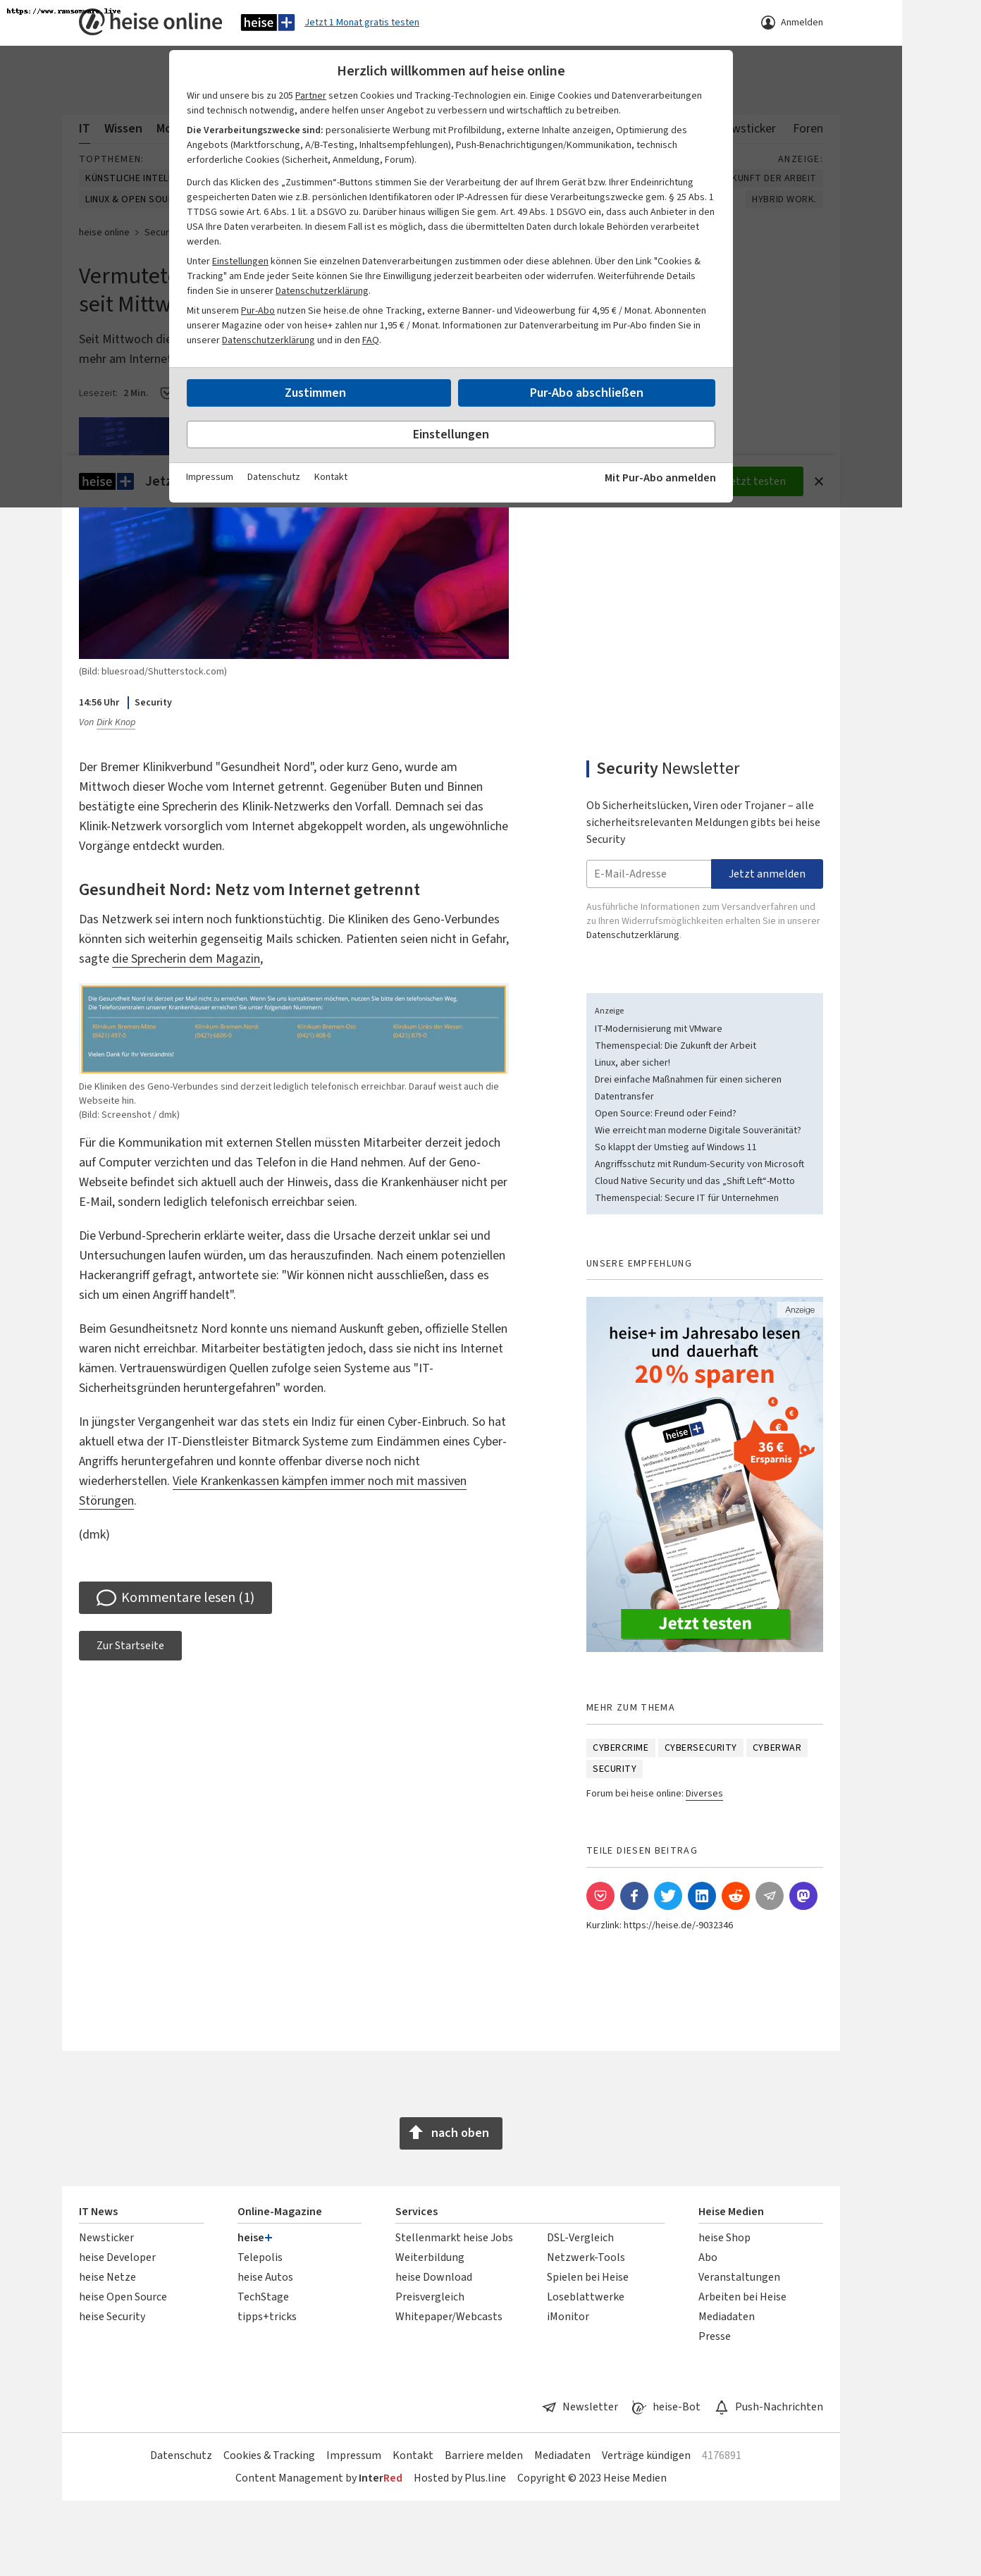 https://www.ransomware.live
heise online
heise+
Jetzt 1 Monat gratis testen
Anmelden
Herzlich willkommen auf heise online
Wir und unsere bis zu 205 Partner setzen Cookies und Tracking-Technologien ein. Einige Cookies und Datenverarbeitungen
sind technisch notwendig, andere helfen unser Angebot zu verbessern und wirtschaftlich zu betreiben.
Die Verarbeitungszwecke sind: personalisierte Werbung mit Profilbildung, externe Inhalte anzeigen, Optimierung des
Angebots (Marktforschung, A/B-Testing, Inhaltsempfehlungen), Push-Benachrichtigungen/Kommunikation, technisch
erforderliche Cookies (Sicherheit, Anmeldung, Forum).
Durch das Klicken des „Zustimmen“-Buttons stimmen Sie der Verarbeitung der auf Ihrem Gerät bzw. Ihrer Endeinrichtung
gespeicherten Daten wie z.B. persönlichen Identifikatoren oder IP-Adressen für diese Verarbeitungszwecke gem. § 25 Abs. 1
TTDSG sowie Art. 6 Abs. 1 lit. a DSGVO zu. Darüber hinaus willigen Sie gem. Art. 49 Abs. 1 DSGVO ein, dass auch Anbieter in den
USA Ihre Daten verarbeiten. In diesem Fall ist es möglich, dass die übermittelten Daten durch lokale Behörden verarbeitet
werden.
Unter Einstellungen können Sie einzelnen Datenverarbeitungen zustimmen oder diese ablehnen. Über den Link "Cookies &
Tracking" am Ende jeder Seite können Sie Ihre Einwilligung jederzeit bearbeiten oder widerrufen. Weiterführende Details
finden Sie in unserer Datenschutzerklärung.
Mit unserem Pur-Abo nutzen Sie heise.de ohne Tracking, externe Banner- und Videowerbung für 4,95 € / Monat. Abonnenten
unserer Magazine oder von heise+ zahlen nur 1,95 € / Monat. Informationen zur Datenverarbeitung im Pur-Abo finden Sie in
unserer Datenschutzerklärung und in den FAQ.
Zustimmen
Pur-Abo abschließen
Einstellungen
Impressum Datenschutz Kontakt
Mit Pur-Abo anmelden
IT Wissen
Foren
TOPTHEMEN:
ANZEIGE:
KÜNSTLICHE
DER ARBEIT
LINUX & OPEN
HYBRID WORK.
heise online >
Vermutete
seit
Seit Mittwoch die
mehr am
Lesezeit: 2 Min.
heise+
testen
(Bild: bluesroad/Shutterstock.com)
14:56 Uhr Security
Von Dirk Knop
Der Bremer Klinikverbund "Gesundheit Nord", oder kurz Geno, wurde am
Mittwoch dieser Woche vom Internet getrennt. Gegenüber Buten und Binnen
bestätigte eine Sprecherin des Klinik-Netzwerks den Vorfall. Demnach sei das
Klinik-Netzwerk vorsorglich vom Internet abgekoppelt worden, als ungewöhnliche
Vorgänge entdeckt wurden.
Gesundheit Nord: Netz vom Internet getrennt
Das Netzwerk sei intern noch funktionstüchtig. Die Kliniken des Geno-Verbundes
könnten sich weiterhin gegenseitig Mails schicken. Patienten seien nicht in Gefahr,
sagte die Sprecherin dem Magazin,
Die Gesundheit Nord ist derzeit per Mail nicht zu erreichen. Wenn Sie uns kontaktieren möchten, nutzen Sie bitte den telefonischen Weg.
Die Telefonzentralen unserer Krankenhäuser erreichen Sie unter folgenden Nummern:
Klinikum Bremen-Mitte: Klinikum Bremen-Nord: Klinikum Bremen-Ost: Klinikum Links der Weser:
(0421) 497-0 (0421) 6606-0 (0421) 408-0 (0421) 879-0
Vielen Dank für Ihr Verständnis!
Die Kliniken des Geno-Verbundes sind derzeit lediglich telefonisch erreichbar. Darauf weist auch die
Webseite hin.
(Bild: Screenshot / dmk)
Für die Kommunikation mit externen Stellen müssten Mitarbeiter derzeit jedoch
auf Computer verzichten und das Telefon in die Hand nehmen. Auf der Geno-
Webseite befindet sich aktuell auch der Hinweis, dass die Krankenhäuser nicht per
E-Mail, sondern lediglich telefonisch erreichbar seien.
Die Verbund-Sprecherin erklärte weiter, dass die Ursache derzeit unklar sei und
Untersuchungen laufen würden, um das herauszufinden. Nach einem potenziellen
Hackerangriff gefragt, antwortete sie: "Wir können nicht ausschließen, dass es
sich um einen Angriff handelt".
Beim Gesundheitsnetz Nord konnte uns niemand Auskunft geben, offizielle Stellen
waren nicht erreichbar. Mitarbeiter bestätigten jedoch, dass sie nicht ins Internet
kämen. Vertrauenswürdigen Quellen zufolge seien Systeme aus "IT-
Sicherheitsgründen heruntergefahren" worden.
In jüngster Vergangenheit war das stets ein Indiz für einen Cyber-Einbruch. So hat
aktuell etwa der IT-Dienstleister Bitmarck Systeme zum Eindämmen eines Cyber-
Angriffs heruntergefahren und konnte offenbar diverse noch nicht
wiederherstellen. Viele Krankenkassen kämpfen immer noch mit massiven
Störungen.
(dmk)
Kommentare lesen (1)
Zur Startseite
Security Newsletter
Ob Sicherheitslücken, Viren oder Trojaner – alle
sicherheitsrelevanten Meldungen gibts bei heise
Security
E-Mail-Adresse
Jetzt anmelden
Ausführliche Informationen zum Versandverfahren und
zu Ihren Widerrufsmöglichkeiten erhalten Sie in unserer
Datenschutzerklärung.
Anzeige
IT-Modernisierung mit VMware
Themenspecial: Die Zukunft der Arbeit
Linux, aber sicher!
Drei einfache Maßnahmen für einen sicheren
Datentransfer
Open Source: Freund oder Feind?
Wie erreicht man moderne Digitale Souveränität?
So klappt der Umstieg auf Windows 11
Angriffsschutz mit Rundum-Security von Microsoft
Cloud Native Security und das „Shift Left“-Motto
Themenspecial: Secure IT für Unternehmen
UNSERE EMPFEHLUNG
Anzeige
heise+ im Jahresabo lesen
und dauerhaft
20 % sparen
heise+
36 €
Ersparnis
Jetzt testen
MEHR ZUM THEMA
CYBERCRIME CYBERSECURITY CYBERWAR
SECURITY
Forum bei heise online: Diverses
TEILE DIESEN BEITRAG
Kurzlink: https://heise.de/-9032346
nach oben
IT News
Newsticker
heise Developer
heise Netze
heise Open Source
heise Security
Online-Magazine
heise+
Telepolis
heise Autos
TechStage
tipps+tricks
Services
Stellenmarkt heise Jobs
Weiterbildung
heise Download
Preisvergleich
Whitepaper/Webcasts
DSL-Vergleich
Netzwerk-Tools
Spielen bei Heise
Loseblattwerke
iMonitor
Heise Medien
heise Shop
Abo
Veranstaltungen
Arbeiten bei Heise
Mediadaten
Presse
Newsletter heise-Bot Push-Nachrichten
Datenschutz Cookies & Tracking Impressum Kontakt Barriere melden Mediadaten Verträge kündigen 4176891
Content Management by InterRed Hosted by Plus.line Copyright © 2023 Heise Medien